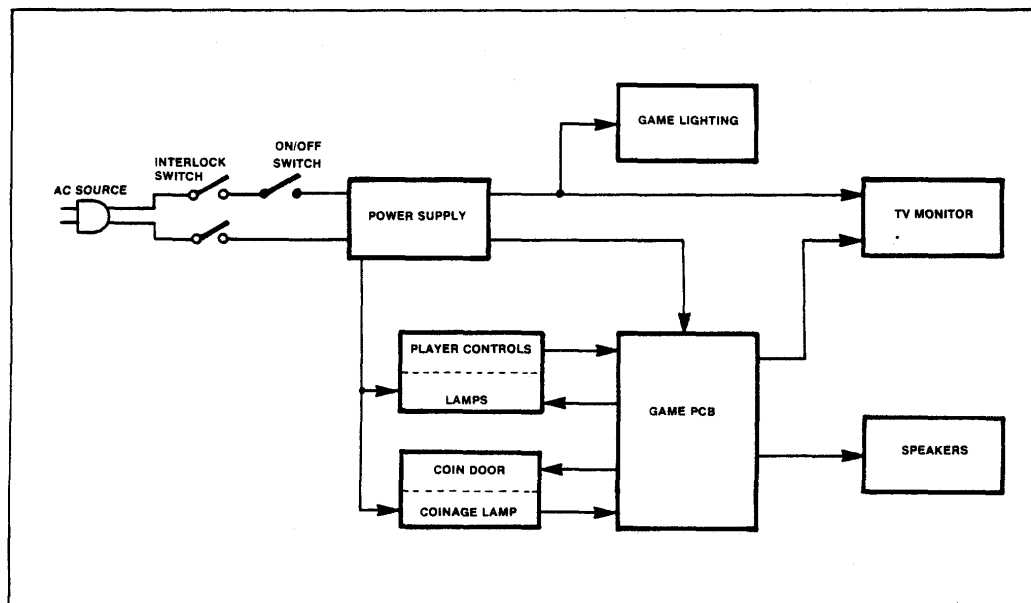 GAME LIGHTING
ON/OFF
SWITCH
INTERLOCK
SWITCH
AC SOURCE
POWER SUPPLY
TV MONITOR
PLAYER CONTROLS
LAMPS
GAME PCB
COIN DOOR
COINAGE LAMP
SPEAKERS